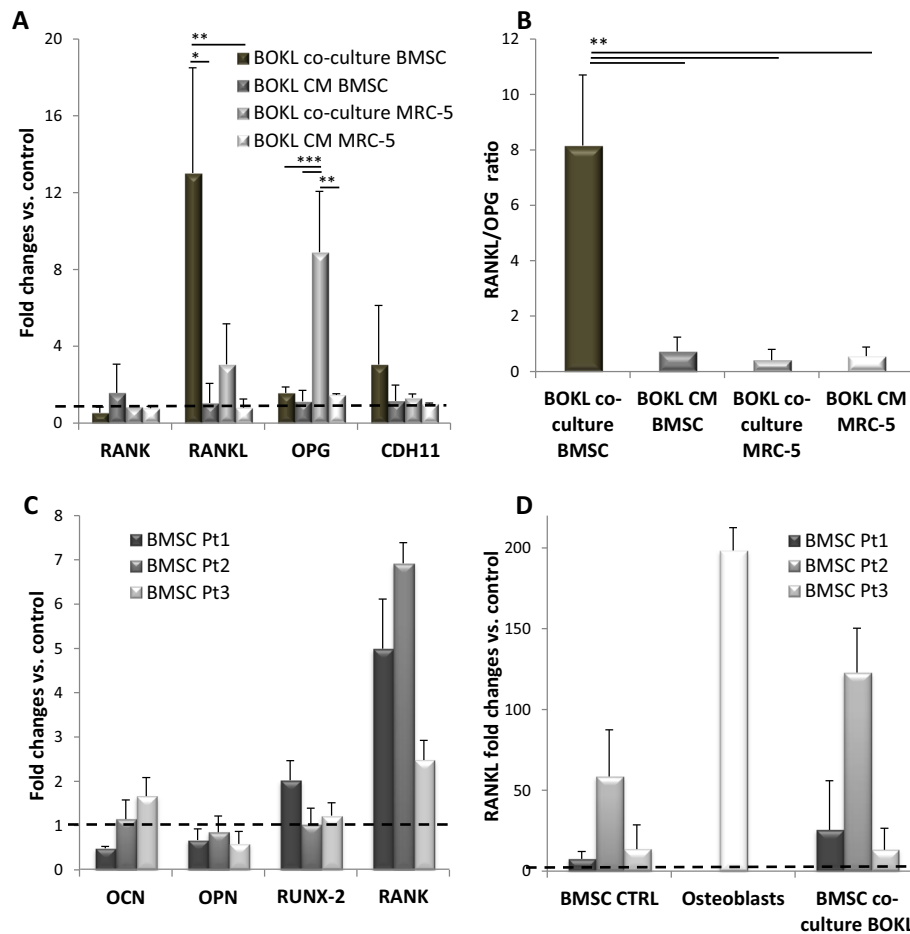 A
Fold changes vs. control
20
16
12
8
4
0
**
*
BOKL co-culture BMSC
BOKL CM BMSC
BOKL co-culture MRC-5
BOKL CM MRC-5
***
**
RANK RANKL OPG CDH11
B
RANKL/OPG ratio
12
10
8
6
4
2
0
**
BOKL co-
culture
BMSC
BOKL CM
BMSC
BOKL co-
culture
MRC-5
BOKL CM
MRC-5
C
Fold changes vs. control
8
7
6
5
4
3
2
1
0
BMSC Pt1
BMSC Pt2
BMSC Pt3
OCN OPN RUNX-2 RANK
D
RANKL fold changes vs. control
200
150
100
50
0
BMSC Pt1
BMSC Pt2
BMSC Pt3
BMSC CTRL
Osteoblasts
BMSC co-
culture BOKL